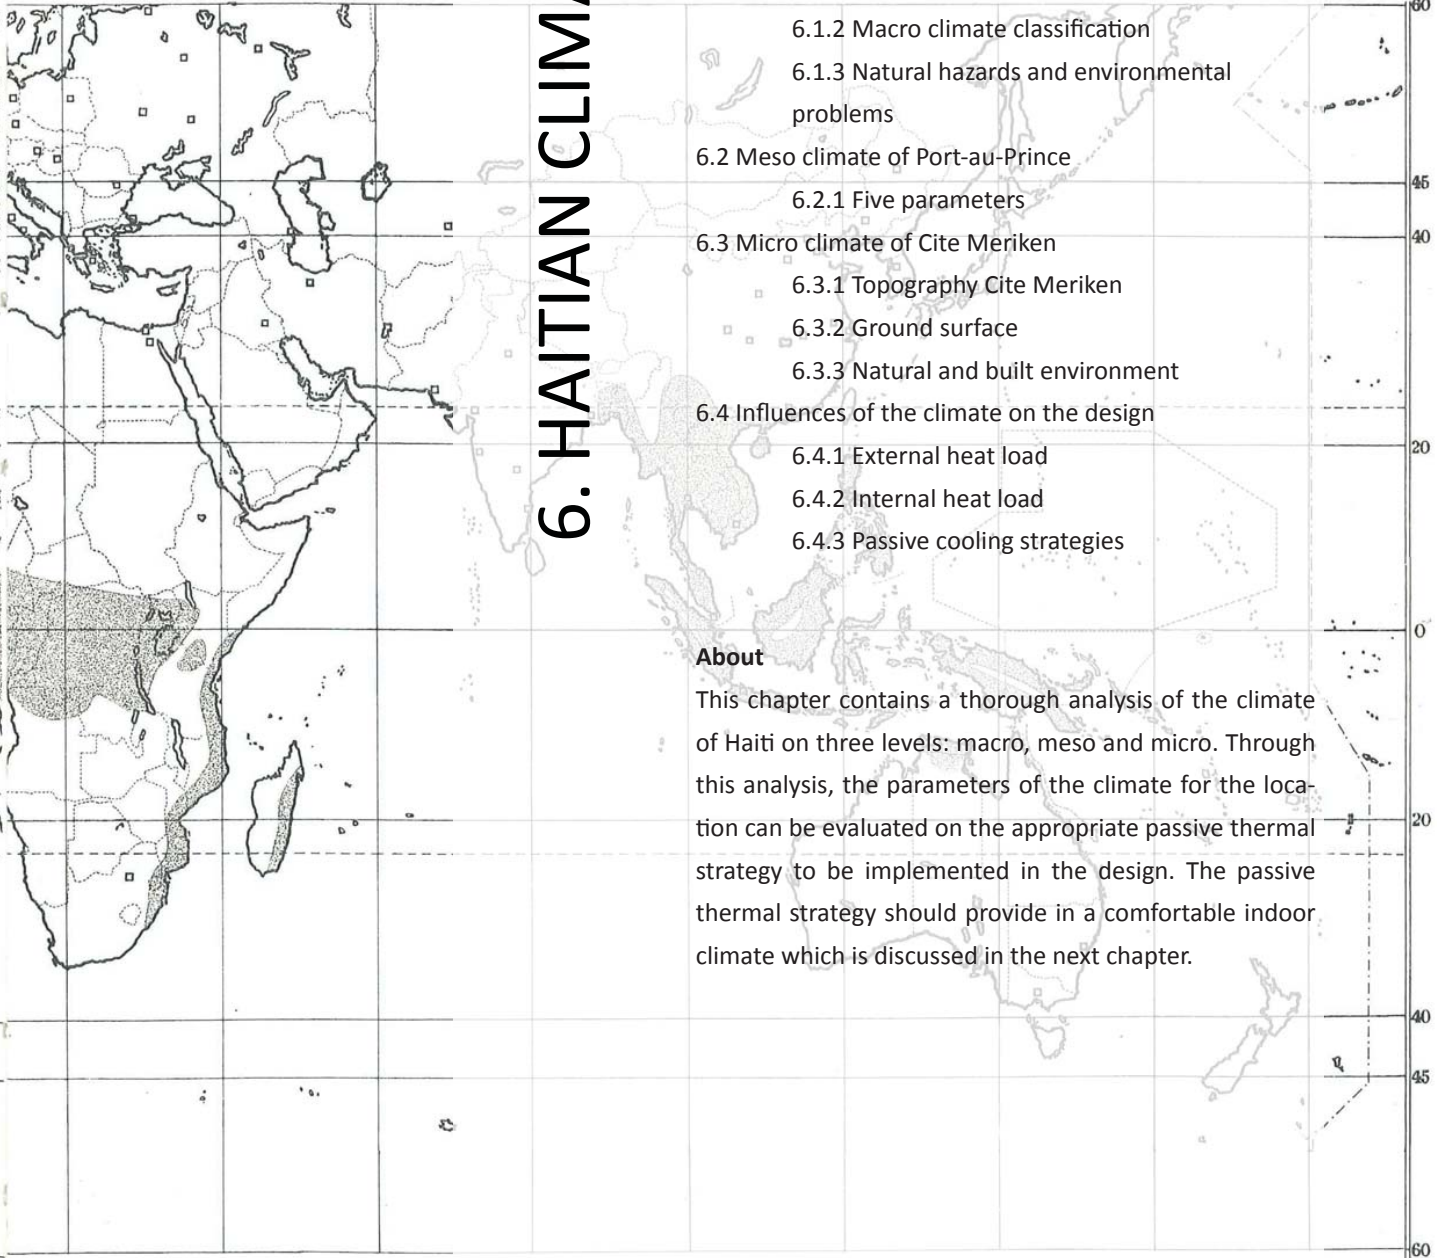 6. HAITIAN CLIMA
6.1.2 Macro climate classification
6.1.3 Natural hazards and environmental
problems
6.2 Meso climate of Port-au-Prince
6.2.1 Five parameters
6.3 Micro climate of Cite Meriken
6.3.1 Topography Cite Meriken
6.3.2 Ground surface
6.3.3 Natural and built environment
6.4 Influences of the climate on the design
6.4.1 External heat load
6.4.2 Internal heat load
6.4.3 Passive cooling strategies
About
This chapter contains a thorough analysis of the climate
of Haiti on three levels: macro, meso and micro. Through
this analysis, the parameters of the climate for the loca-
tion can be evaluated on the appropriate passive thermal
strategy to be implemented in the design. The passive
thermal strategy should provide in a comfortable indoor
climate which is discussed in the next chapter.
60
45
40
20
0
20
40
45
60